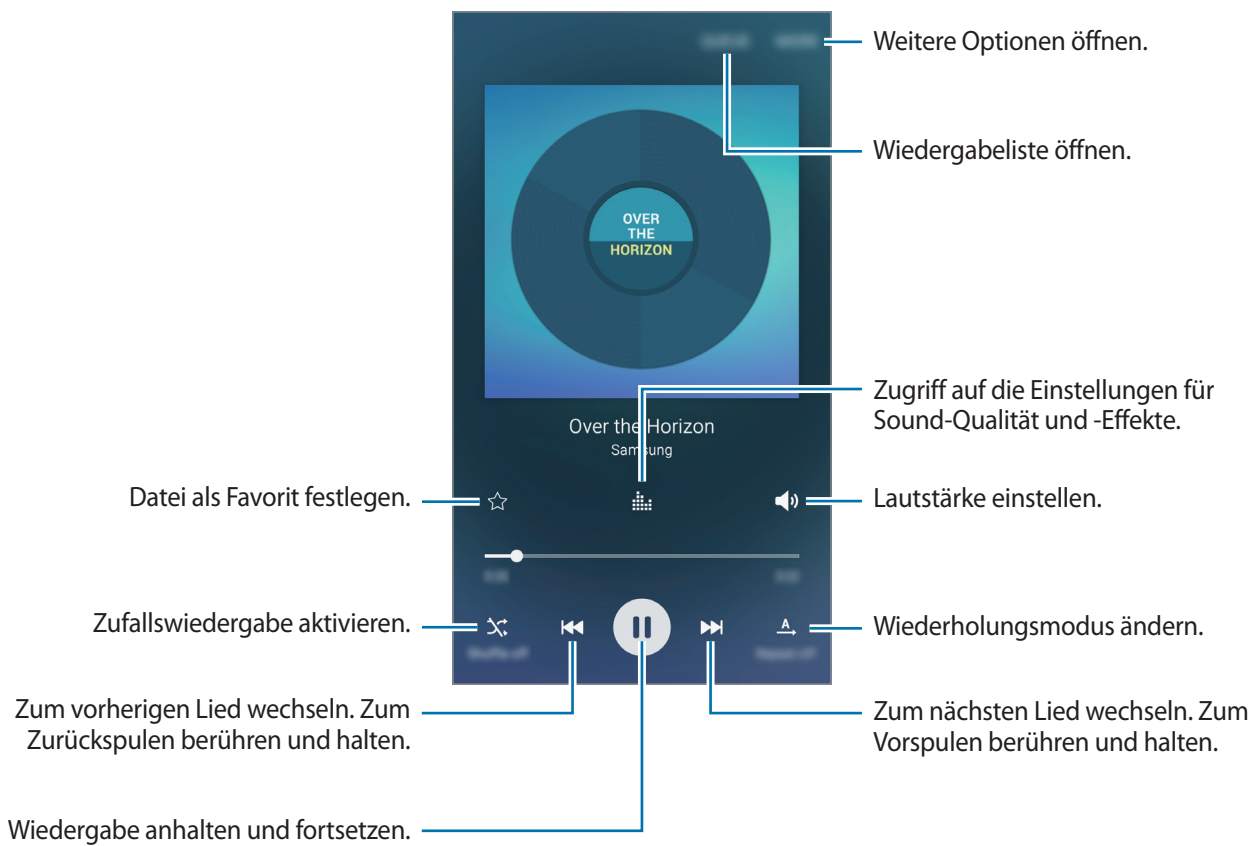 Weitere Optionen öffnen.
Wiedergabeliste öffnen.
OVER
THE
HORIZON
Zugriff auf die Einstellungen für
Sound-Qualität und -Effekte.
Over the Horizon
Samsung
Datei als Favorit festlegen.
Lautstärke einstellen.
Zufallswiedergabe aktivieren.
A
Wiederholungsmodus ändern.
Zum vorherigen Lied wechseln. Zum
Zurückspulen berühren und halten.
Zum nächsten Lied wechseln. Zum
Vorspulen berühren und halten.
Wiedergabe anhalten und fortsetzen.